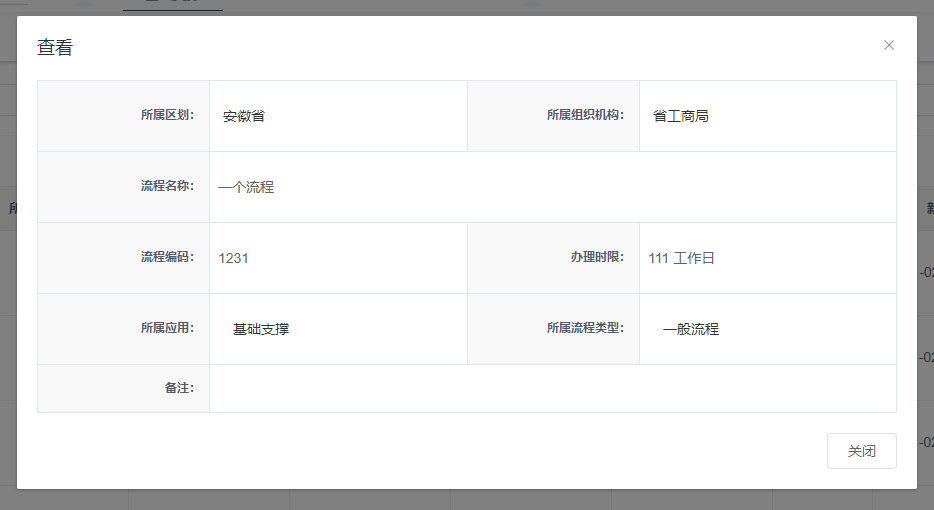 查看
所属区划: 安徽省 所属组织机构: 省工商局
流程名称: 一个流程
流程编码: 1231 办理时限: 111 工作日
所属应用: 基础支撑 所属流程类型: 一般流程
备注:
关闭